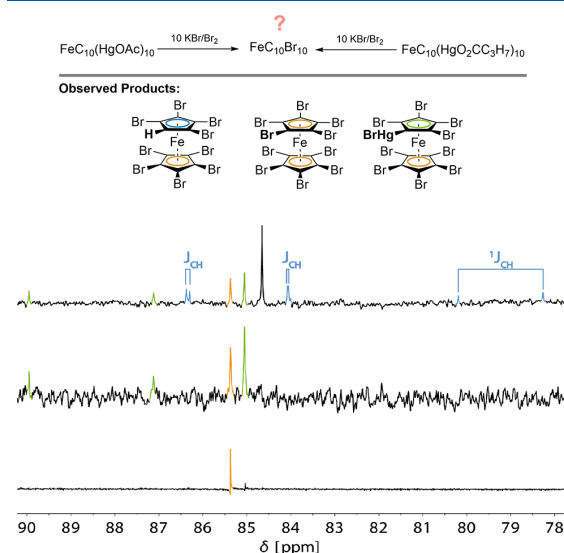 ?
10 KBr/Br₂ 10 KBr/Br₂
FeC₁₀(HgOAc)₁₀ FeC₁₀Br₁₀ FeC₁₀(HgO₂CC₃H₇)₁₀
Observed Products:
Br Br Br
Br Br Br Br Br Br
H Br Br Br BrHg Br
Fe Fe Fe
Br Br Br Br Br Br
Br Br Br Br Br Br
Br Br Br
J_CH J_CH ¹J_CH
90 89 88 87 86 85 84 83 82 81 80 79 78
δ [ppm]